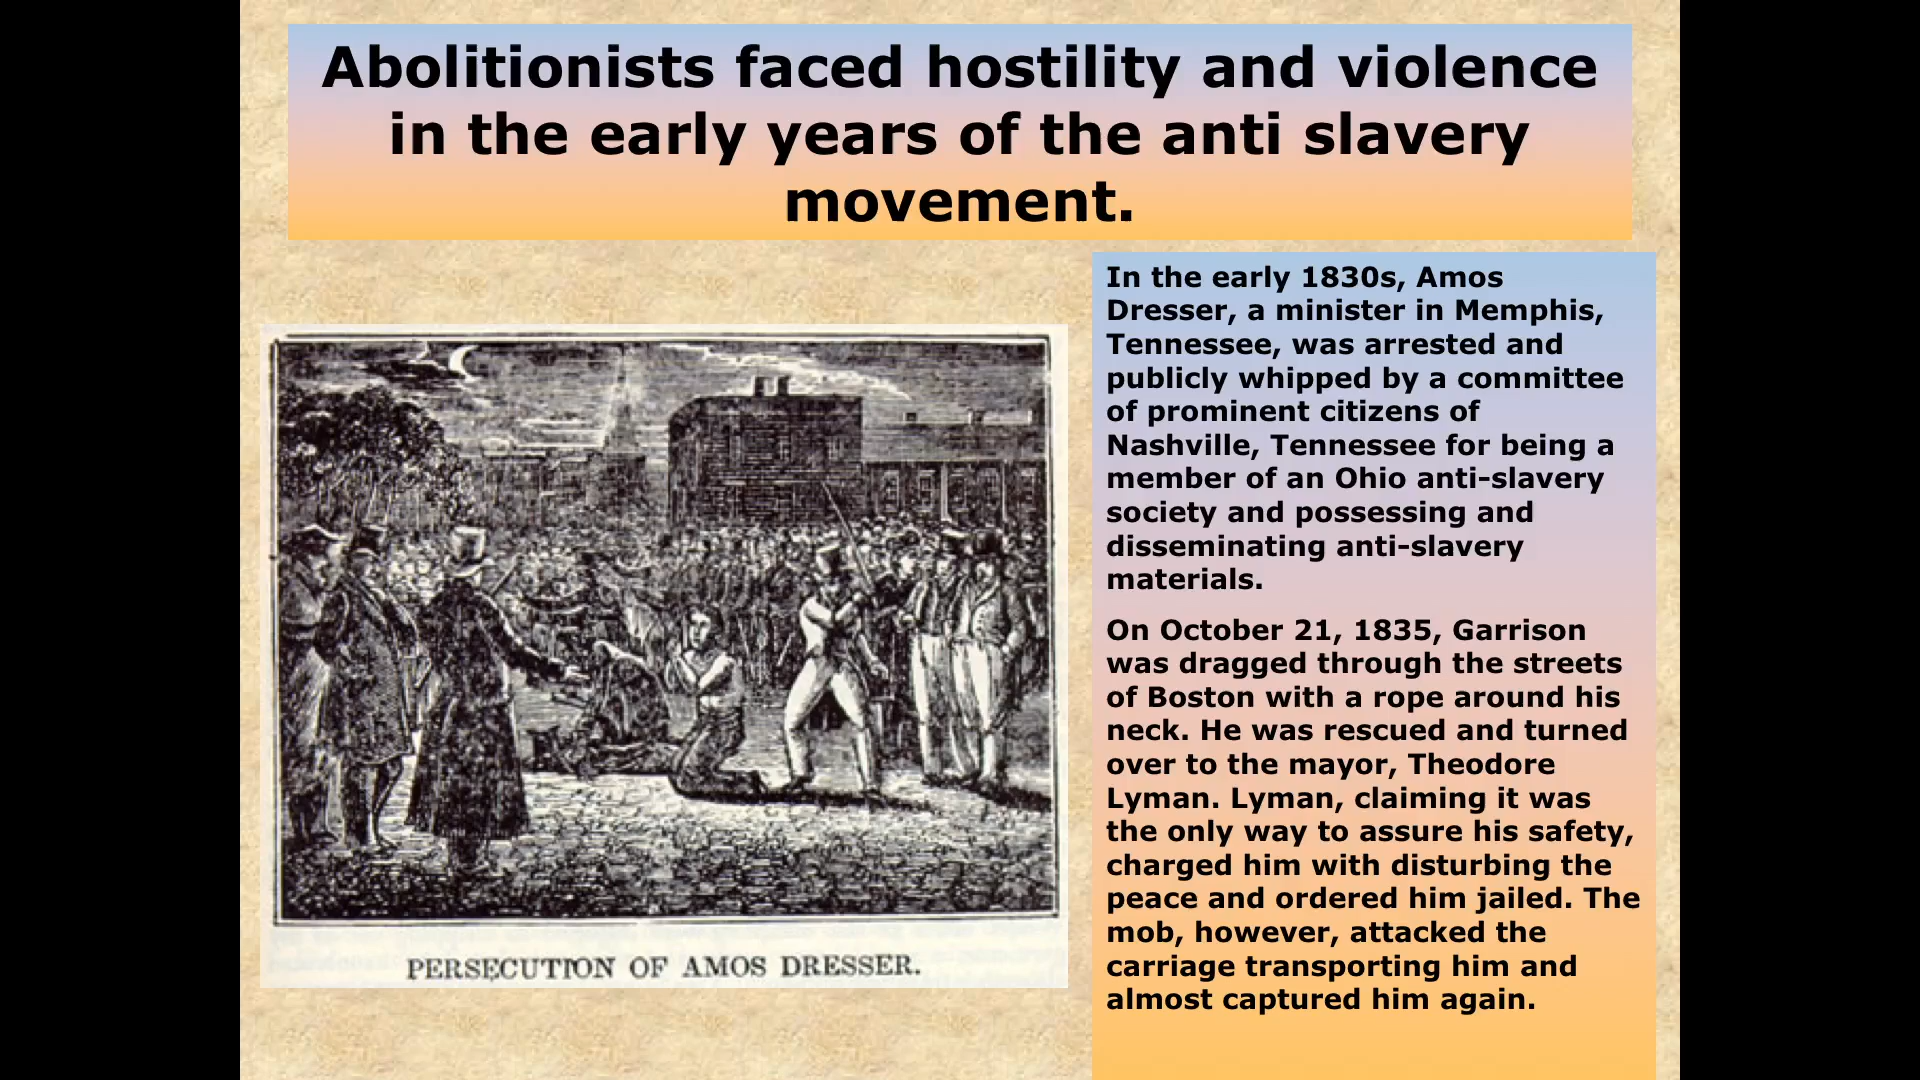 Abolitionists faced hostility and violence
in the early years of the anti slavery
movement.
In the early 1830s, Amos
Dresser, a minister in Memphis,
Tennessee, was arrested and
publicly whipped by a committee
of prominent citizens of
Nashville, Tennessee for being a
member of an Ohio anti-slavery
society and possessing and
disseminating anti-slavery
materials.
On October 21, 1835, Garrison
was dragged through the streets
of Boston with a rope around his
neck. He was rescued and turned
over to the mayor, Theodore
Lyman. Lyman, claiming it was
the only way to assure his safety,
charged him with disturbing the
peace and ordered him jailed. The
mob, however, attacked the
carriage transporting him and
almost captured him again.
PERSECUTION OF AMOS DRESSER.